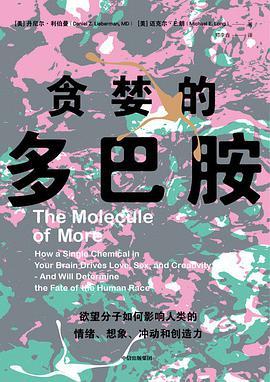 [美] 丹尼尔·利伯曼（Daniel Z. Lieberman, MD） [美] 迈克尔·E.朗（Michael E. Long） 著
译
贪婪的
多巴胺
The Molecule
of More
How a Single Chemical in
Your Brain Drives Love, Sex, and Creativity
- And Will Determine
the Fate of the Human Race
欲望分子如何影响人类的
情绪、想象、冲动和创造力
中信出版集团